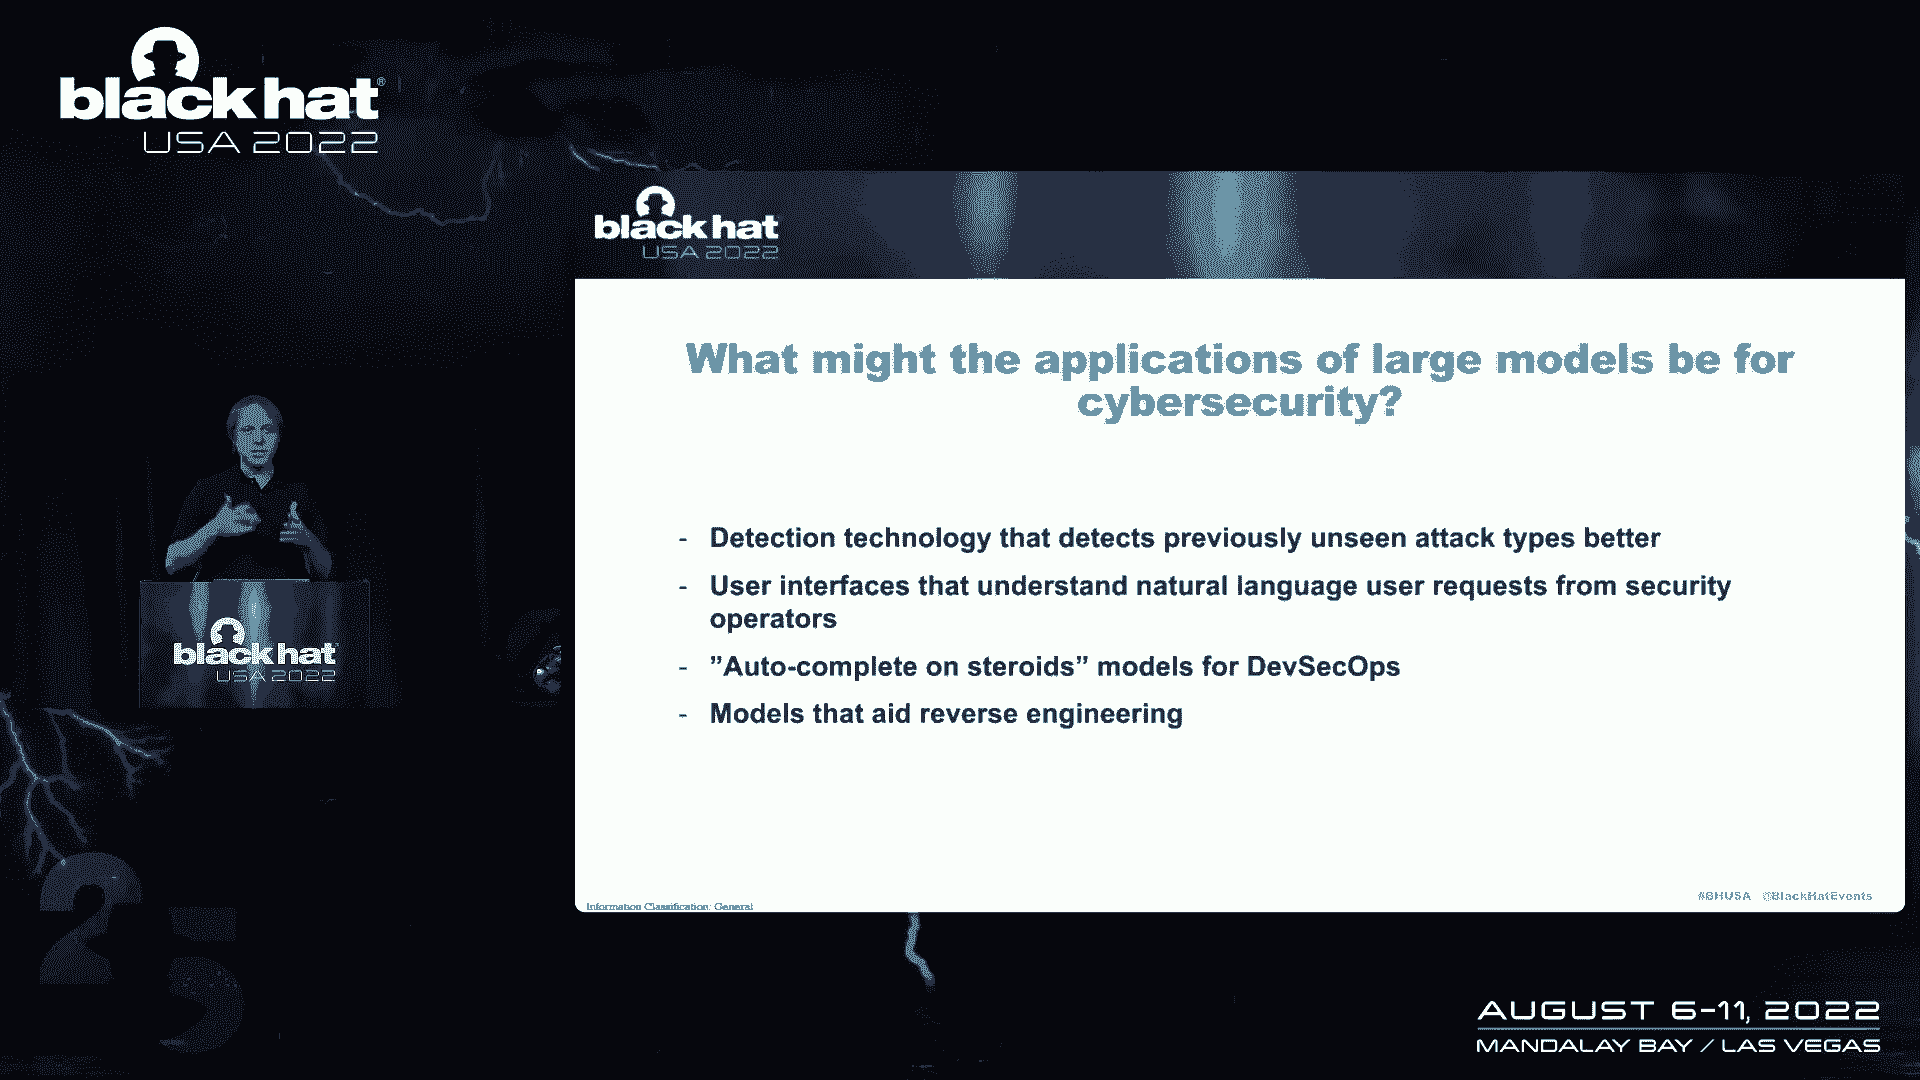 black hat®
USA 2022
black hat
USA 2022
What might the applications of large models be for
cybersecurity?
- Detection technology that detects previously unseen attack types better
- User interfaces that understand natural language user requests from security
operators
- ”Auto-complete on steroids” models for DevSecOps
- Models that aid reverse engineering
Information Classification: General
#BHUSA @BlackHatEvents
black hat
USA 2022
25
AUGUST 6-11, 2022
MANDALAY BAY / LAS VEGAS